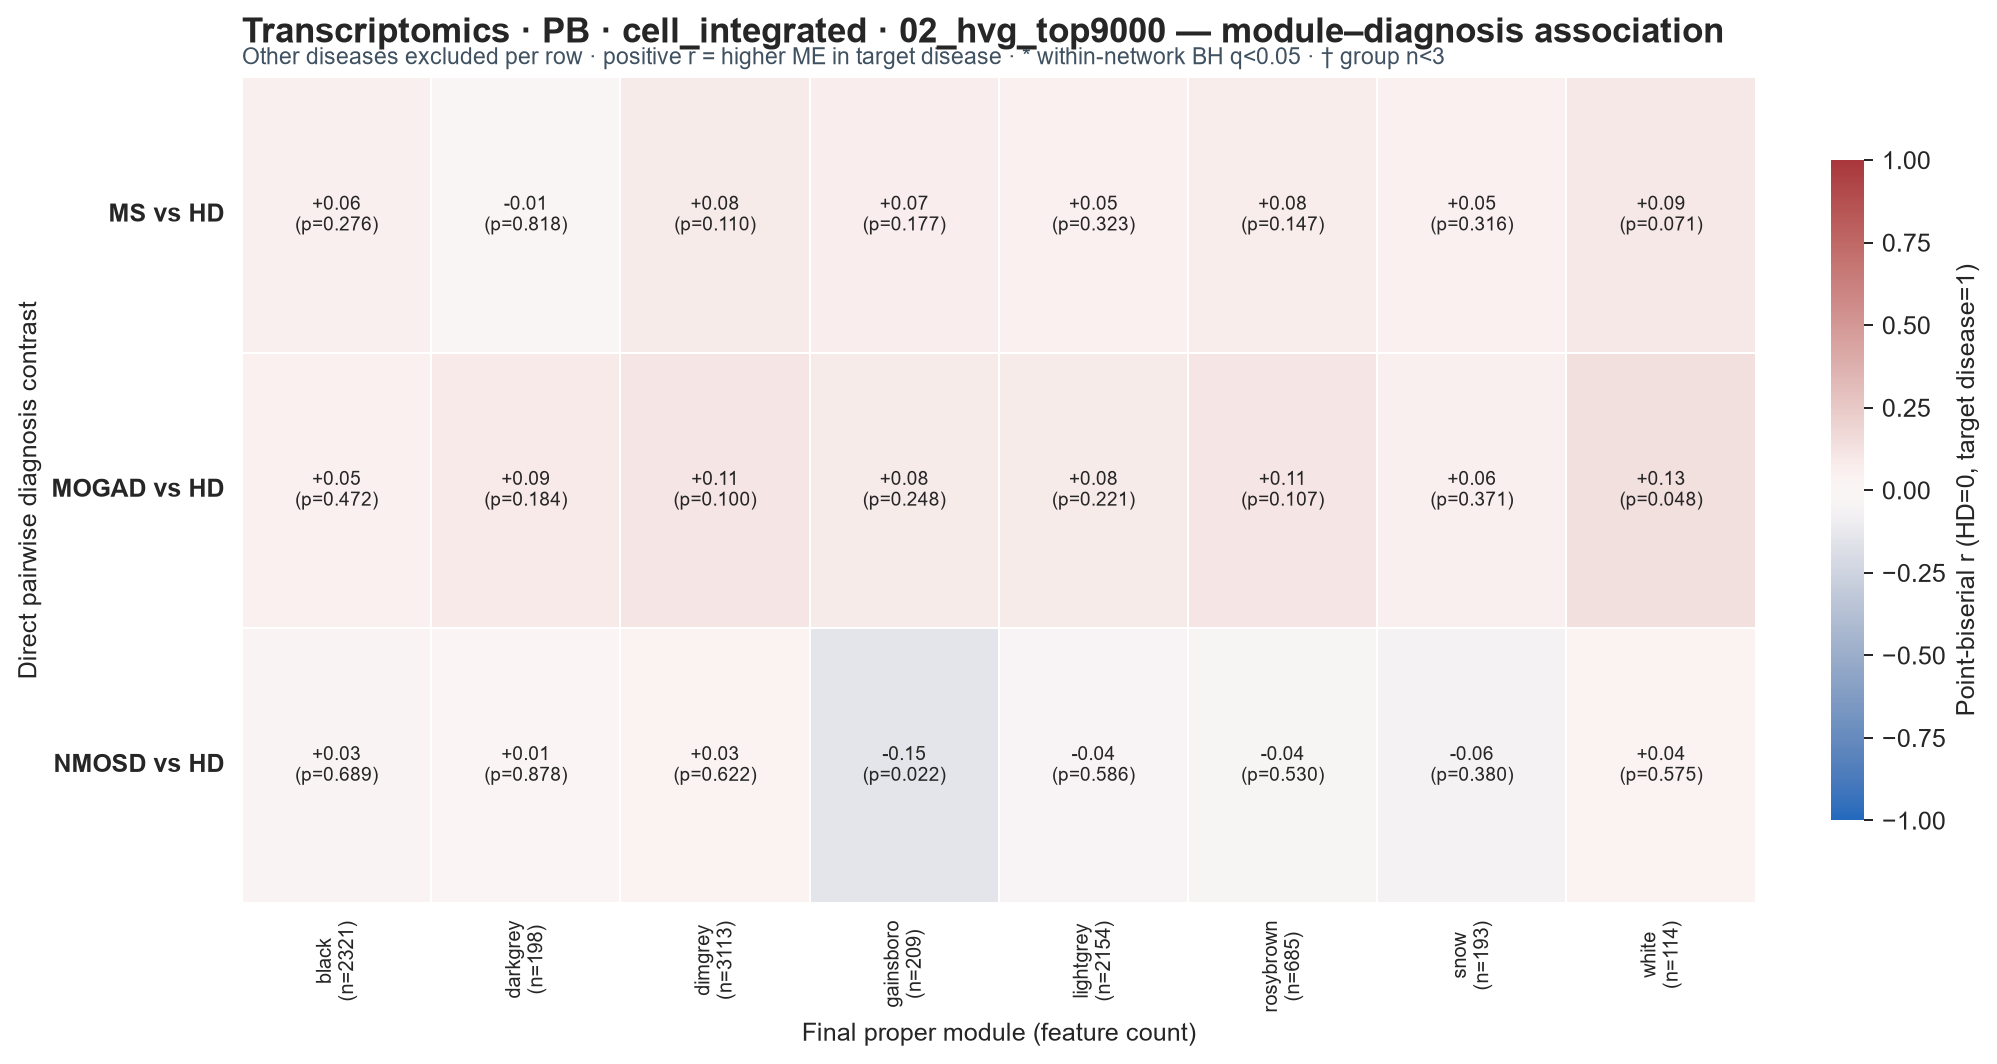 Transcriptomics · PB · cell_integrated · 02_hvg_top9000 — module–diagnosis association
Other diseases excluded per row · positive r = higher ME in target disease · * within-network BH q<0.05 · † group n<3
Direct pairwise diagnosis contrast
MS vs HD
+0.06
(p=0.276)
-0.01
(p=0.818)
+0.08
(p=0.110)
+0.07
(p=0.177)
+0.05
(p=0.323)
+0.08
(p=0.147)
+0.05
(p=0.316)
+0.09
(p=0.071)
MOGAD vs HD
+0.05
(p=0.472)
+0.09
(p=0.184)
+0.11
(p=0.100)
+0.08
(p=0.248)
+0.08
(p=0.221)
+0.11
(p=0.107)
+0.06
(p=0.371)
+0.13
(p=0.048)
NMOSD vs HD
+0.03
(p=0.689)
+0.01
(p=0.878)
+0.03
(p=0.622)
-0.15
(p=0.022)
-0.04
(p=0.586)
-0.04
(p=0.530)
-0.06
(p=0.380)
+0.04
(p=0.575)
black
(n=2321)
darkgrey
(n=198)
dimgrey
(n=3113)
gainsboro
(n=209)
lightgrey
(n=2154)
rosybrown
(n=685)
snow
(n=193)
white
(n=114)
Final proper module (feature count)
1.00
0.75
0.50
0.25
0.00
−0.25
−0.50
−0.75
−1.00
Point-biserial r (HD=0, target disease=1)